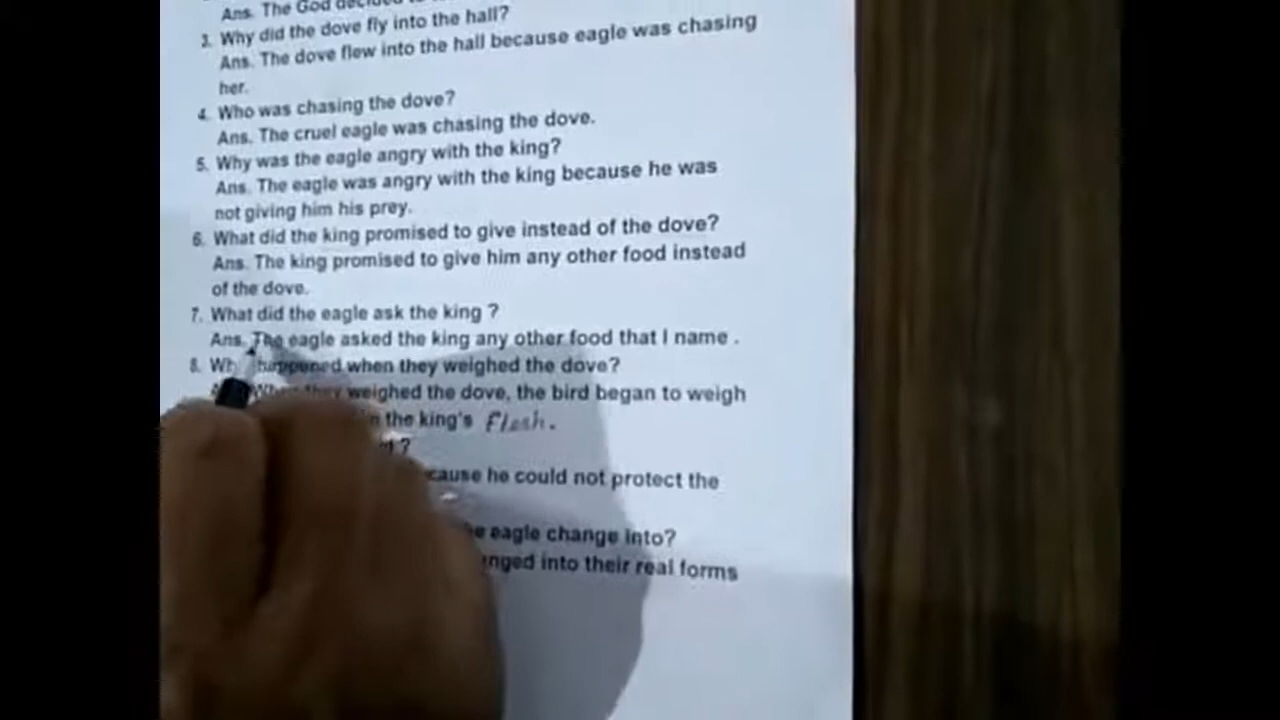 Ans. The God decided to
3. Why did the dove fly into the hall?
Ans. The dove flew into the hall because eagle was chasing
her.
4. Who was chasing the dove?
Ans. The cruel eagle was chasing the dove.
5. Why was the eagle angry with the king?
Ans. The eagle was angry with the king because he was
not giving him his prey.
6. What did the king promised to give instead of the dove?
Ans. The king promised to give him any other food instead
of the dove.
7. What did the eagle ask the king ?
Ans. The eagle asked the king any other food that I name .
8. happened when they weighed the dove?
they weighed the dove, the bird began to weigh
the king's Flesh.
he could not protect the
eagle change into?
into their real forms